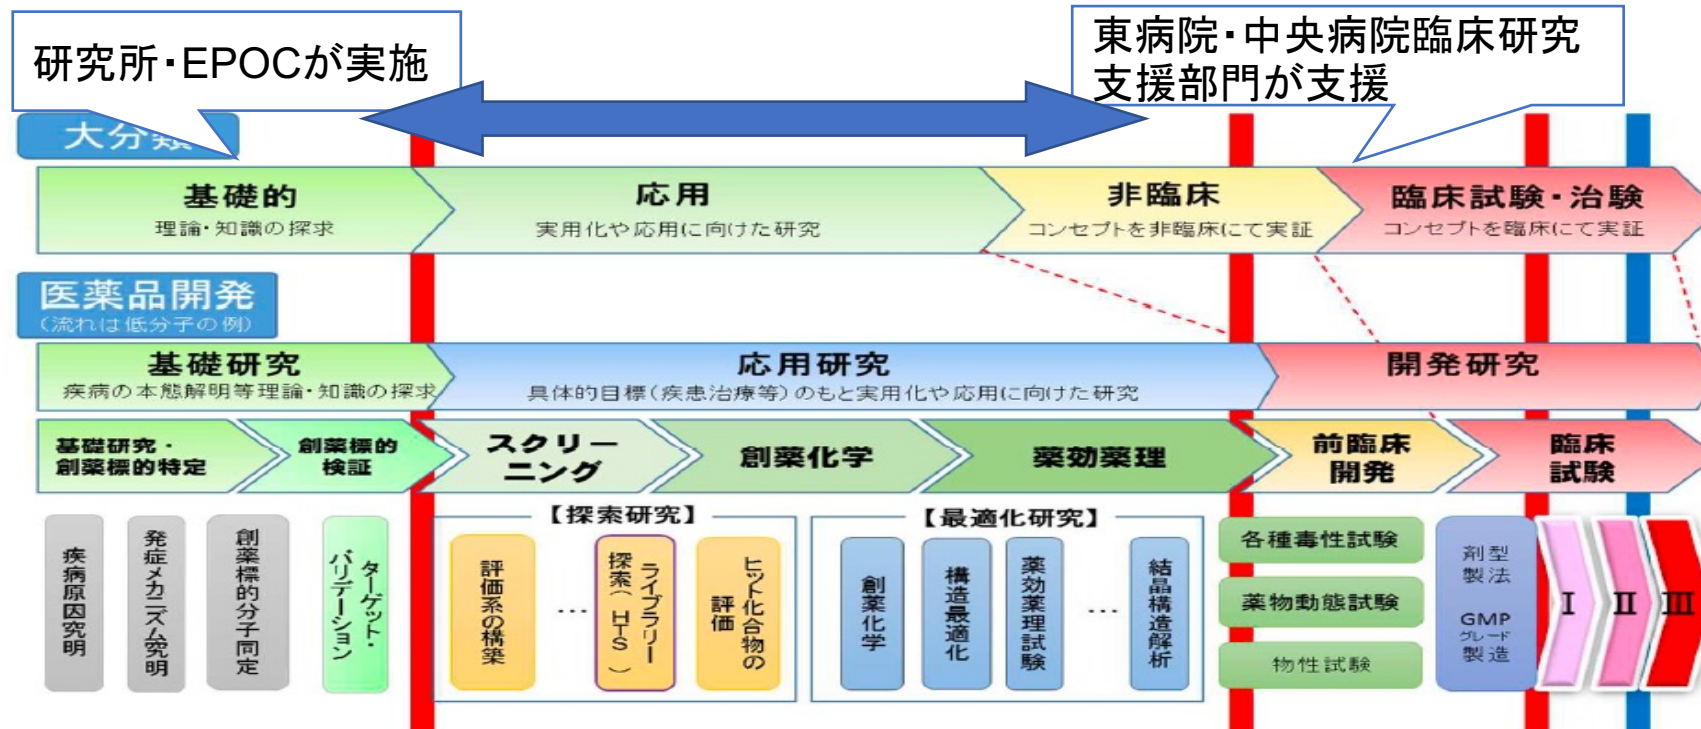 研究所・EPOCが実施
東病院・中央病院臨床研究
支援部門が支援
大分類
基礎的
理論・知識の探求
応用
実用化や応用に向けた研究
非臨床
コンセプトを非臨床にて実証
臨床試験・治験
コンセプトを臨床にて実証
医薬品開発
(流れは低分子の例)
基礎研究
疾病の本態解明等理論・知識の探求
応用研究
具体的目標(疾患治療等)のもと実用化や応用に向けた研究
開発研究
基礎研究・
創薬標的特定
創薬標的
検証
スクリー
ニング
創薬化学
薬効薬理
前臨床
開発
臨床
試験
疾病原因究明
発症メカニズム究明
創薬標的分子同定
ターゲット・
バリデーション
【探索研究】
評価系の構築
…
ライブラリー
探索(HTS)
ヒット化合物の
評価
【最適化研究】
創薬化学
構造最適化
薬効薬理試験
…
結晶構造解析
各種毒性試験
薬物動態試験
物性試験
剤型
製法
GMP
グレード
製造
I
II
III